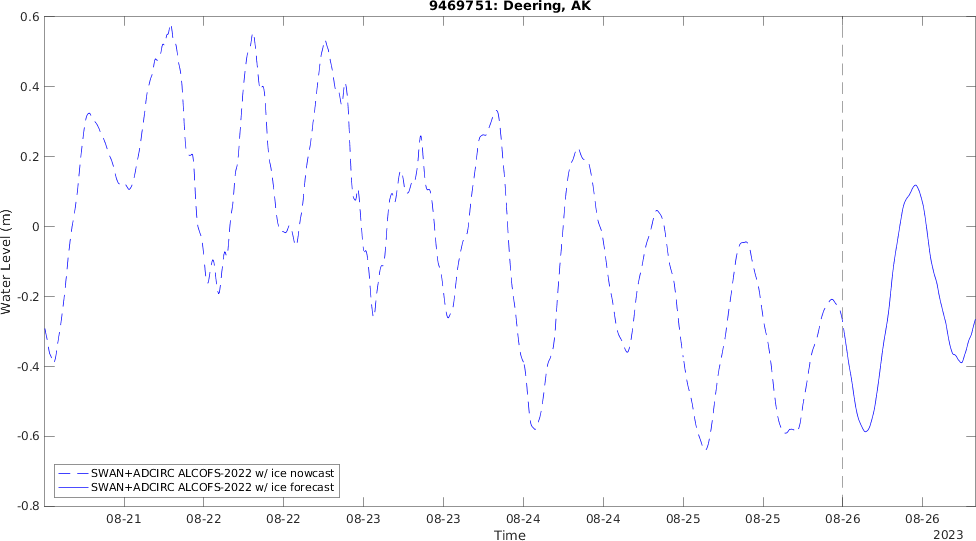 9469751: Deering, AK
0.6
0.4
0.2
0
-0.2
-0.4
-0.6
-0.8
Water Level (m)
SWAN+ADCIRC ALCOFS-2022 w/ ice nowcast
SWAN+ADCIRC ALCOFS-2022 w/ ice forecast
08-21 08-22 08-22 08-23 08-23 08-24 08-24 08-25 08-25 08-26 08-26
Time
2023